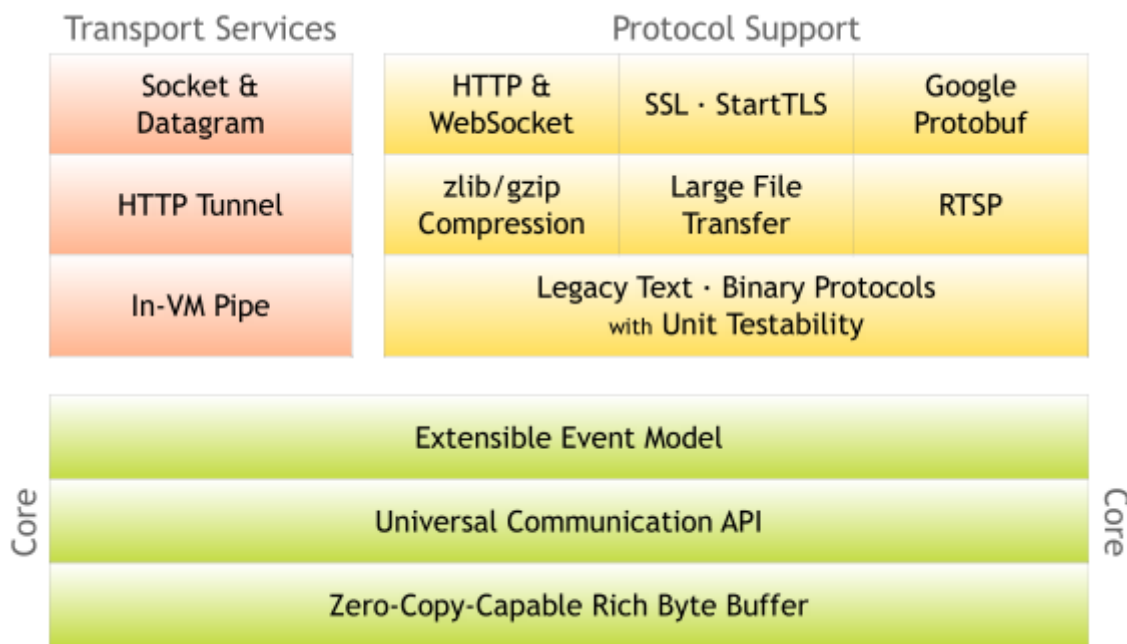 Transport Services
Protocol Support
Socket &
Datagram
HTTP &
WebSocket
SSL · StartTLS
Google
Protobuf
HTTP Tunnel
zlib/gzip
Compression
Large File
Transfer
RTSP
In-VM Pipe
Legacy Text · Binary Protocols
with Unit Testability
Core
Extensible Event Model
Universal Communication API
Zero-Copy-Capable Rich Byte Buffer
Core